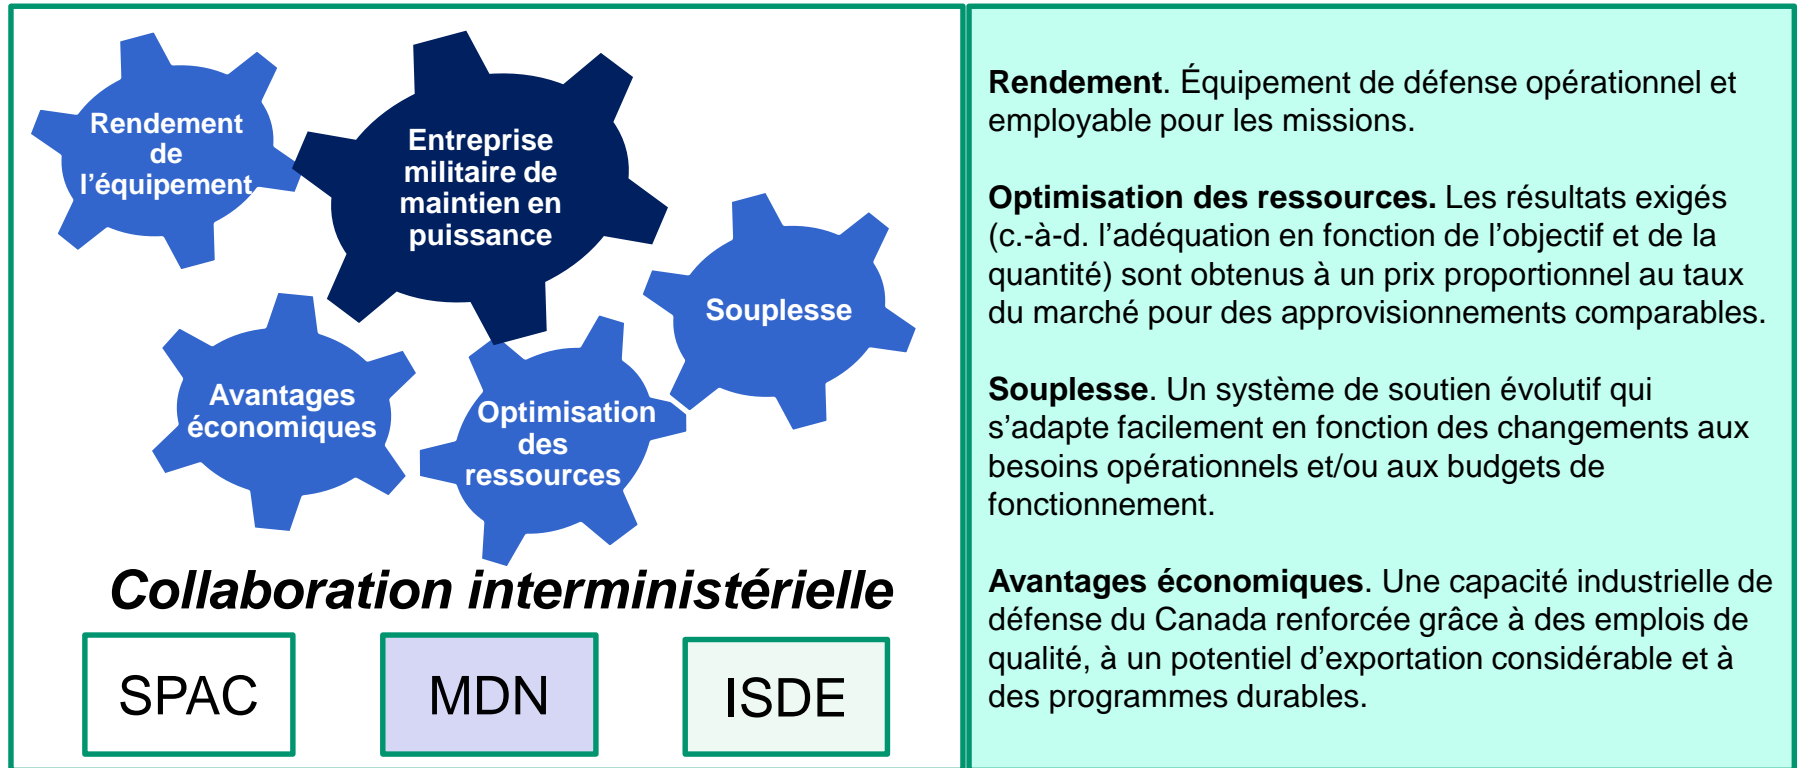 Rendement
de
l’équipement
Entreprise
militaire de
maintien en
puissance
Souplesse
Avantages
économiques
Optimisation
des
ressources
Collaboration interministérielle
SPAC
MDN
ISDE
Rendement. Équipement de défense opérationnel et
employable pour les missions.
Optimisation des ressources. Les résultats exigés
(c.-à-d. l’adéquation en fonction de l’objectif et de la
quantité) sont obtenus à un prix proportionnel au taux
du marché pour des approvisionnements comparables.
Souplesse. Un système de soutien évolutif qui
s’adapte facilement en fonction des changements aux
besoins opérationnels et/ou aux budgets de
fonctionnement.
Avantages économiques. Une capacité industrielle de
défense du Canada renforcée grâce à des emplois de
qualité, à un potentiel d’exportation considérable et à
des programmes durables.